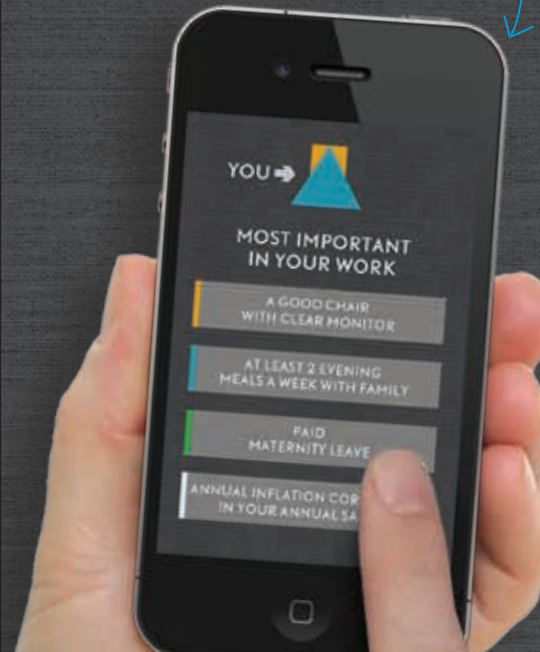 YOU
MOST IMPORTANT
IN YOUR WORK
A GOOD CHAIR
WITH CLEAR MONITOR
AT LEAST 2 EVENING
MEALS A WEEK WITH FAMILY
PAID
MATERNITY LEAVE
ANNUAL INFLATION
IN YOUR ANNUAL